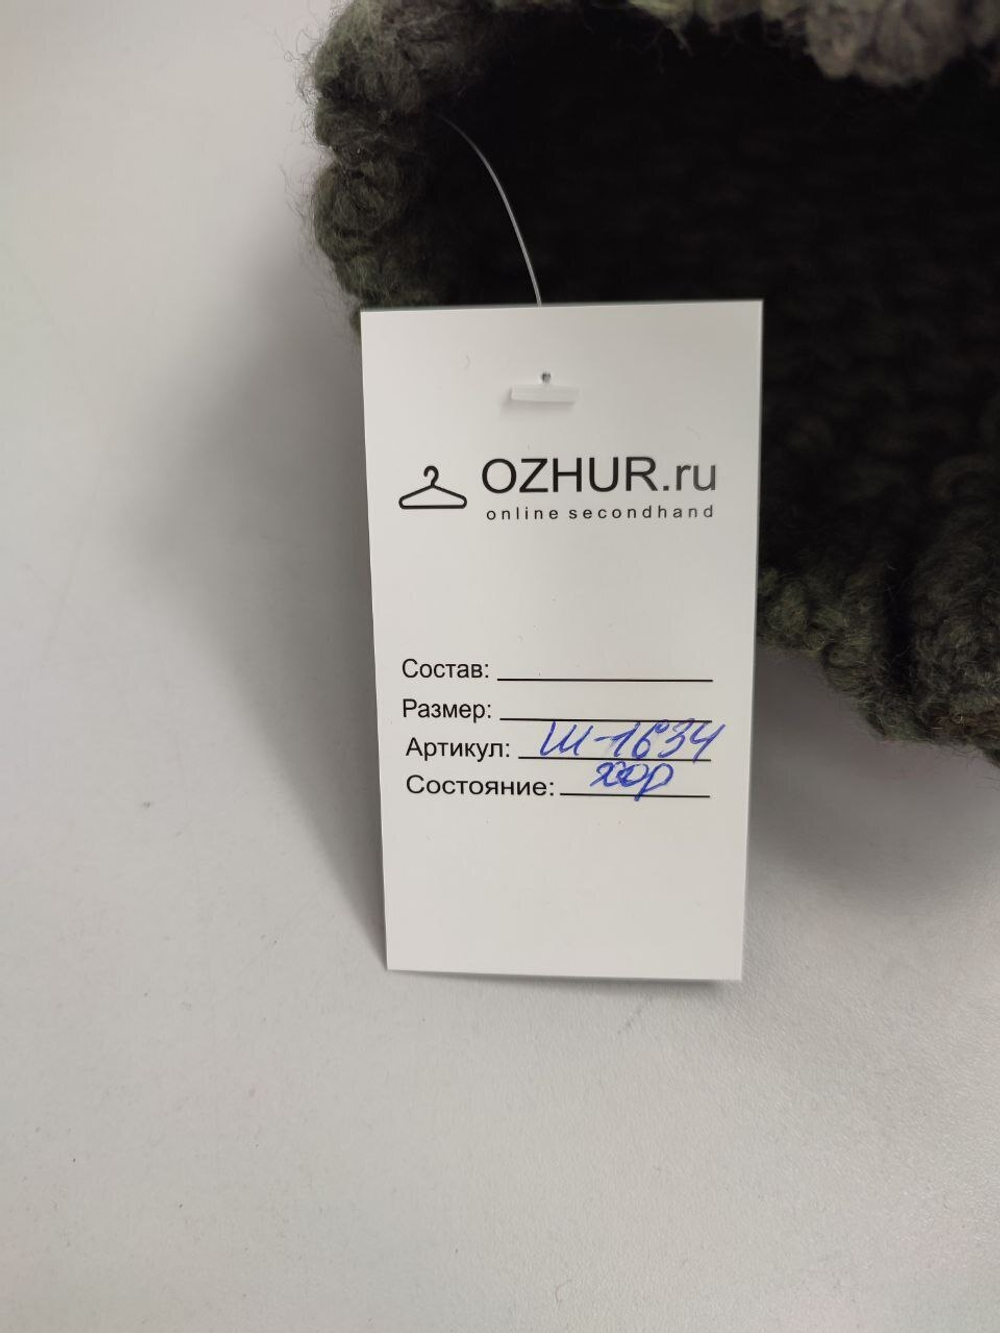 OZHUR.ru
online secondhand
Состав:
Размер:
Артикул: Ш-1634
Состояние: хор